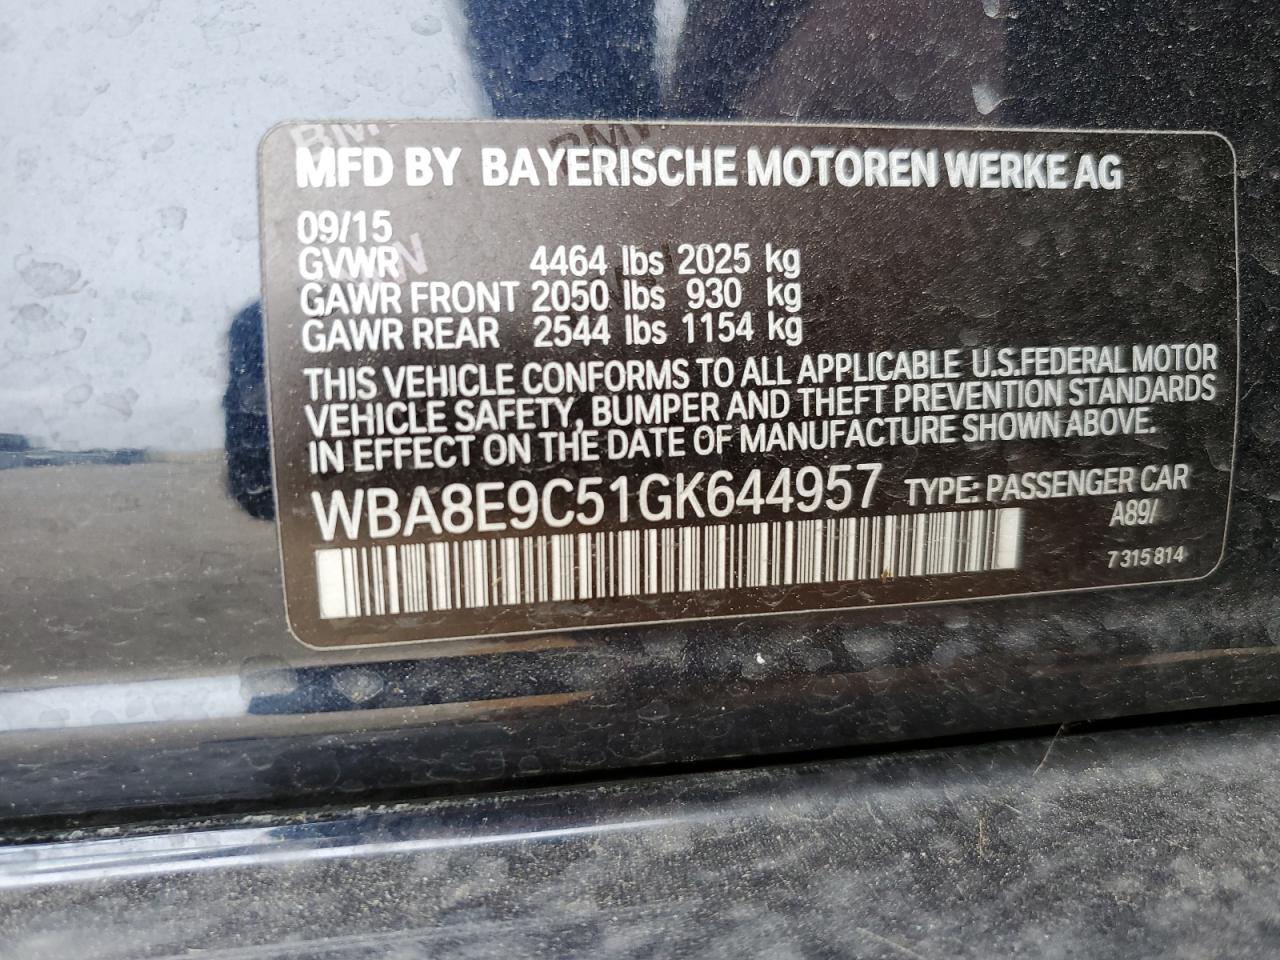 MFD BY BAYERISCHE MOTOREN WERKE AG
09/15
GVWR 4464 lbs 2025 kg
GAWR FRONT 2050 lbs 930 kg
GAWR REAR 2544 lbs 1154 kg
THIS VEHICLE CONFORMS TO ALL APPLICABLE U.S.FEDERAL MOTOR
VEHICLE SAFETY, BUMPER AND THEFT PREVENTION STANDARDS
IN EFFECT ON THE DATE OF MANUFACTURE SHOWN ABOVE.
WBA8E9C51GK644957 TYPE: PASSENGER CAR
A89/
7 315 814